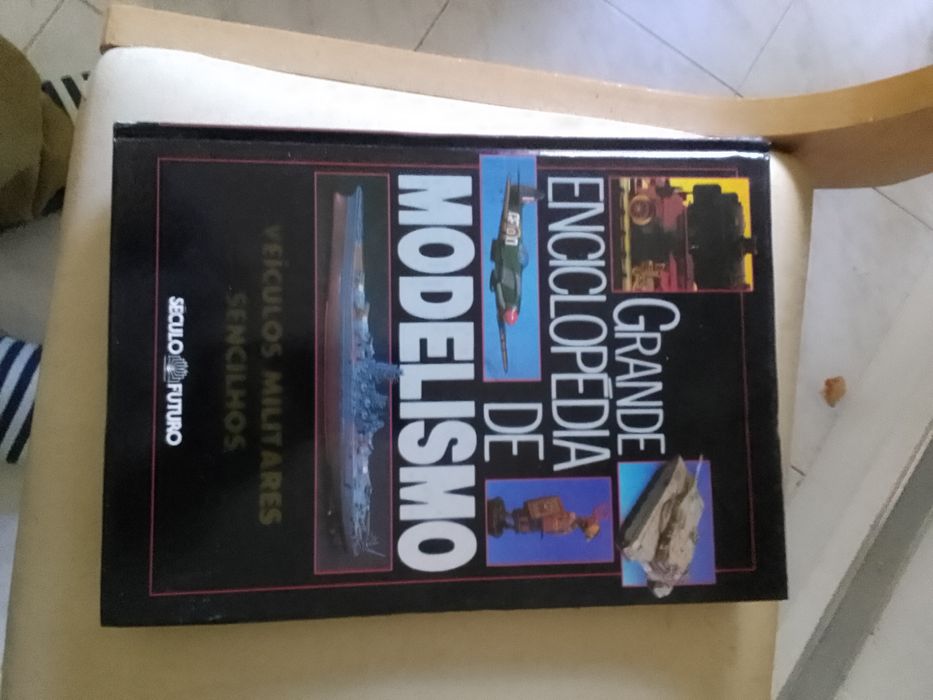 GRANDE
ENCICLOPÉDIA
DE
MODELISMO
VEÍCULOS MILITARES
SENCILHOS
SÉCULO FUTURO